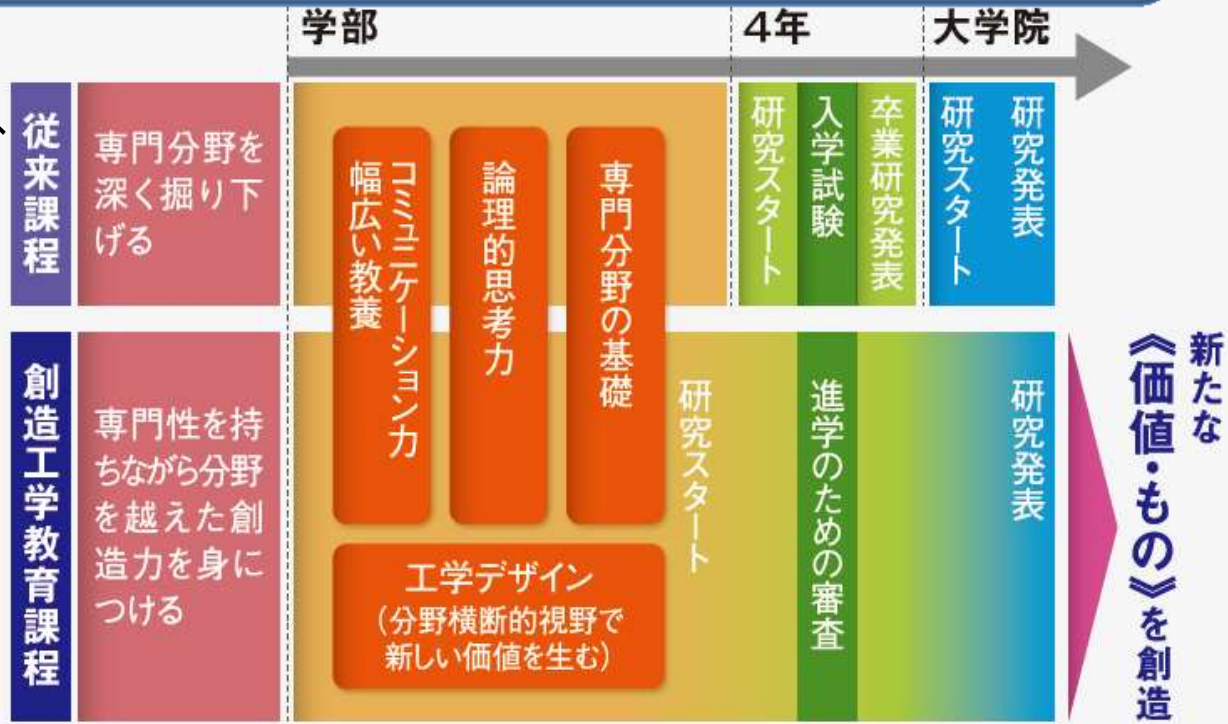 学部
4年
大学院
従来課程
専門分野を
深く掘り下
げる
コミュニケーション力
幅広い教養
論理的思考力
専門分野の基礎
研究スタート
入学試験
卒業研究発表
研究スタート
研究発表
創造工学教育課程
専門性を持
ちながら分野
を越えた創
造力を身に
つける
工学デザイン
(分野横断的視野で
新しい価値を生む)
研究スタート
進学のための審査
研究発表
新たな
《価値・もの》を創造